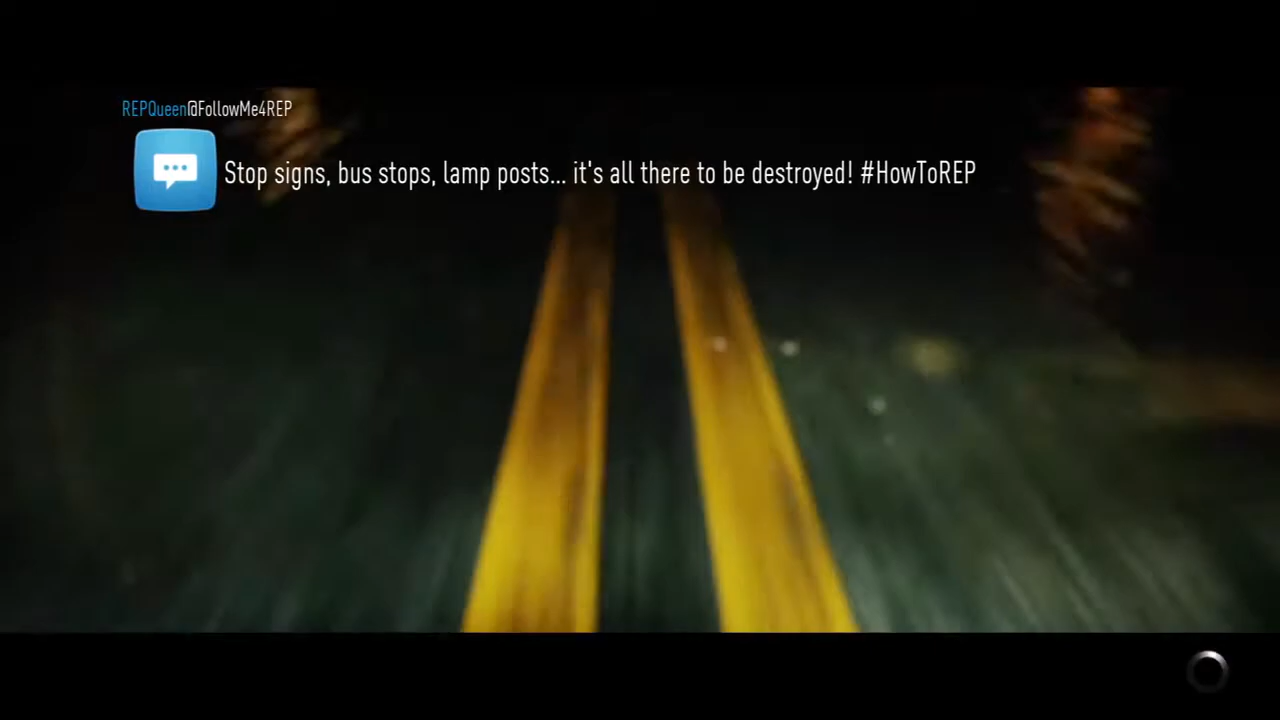 REPQueen@FollowMe4REP
Stop signs, bus stops, lamp posts... it's all there to be destroyed! #HowToREP